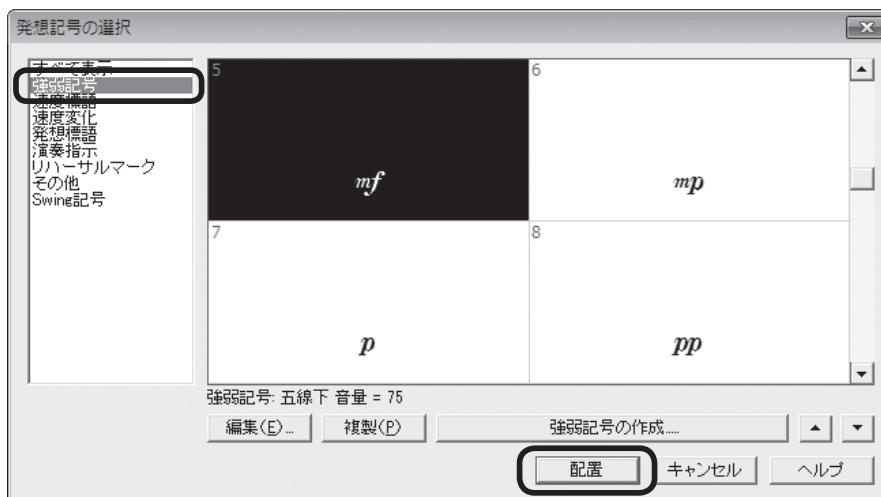 発想記号の選択
すべて表示
強弱記号
速度標語
速度変化
発想標語
演奏指示
リハーサルマーク
その他
Swing記号
5
mf
6
mp
7
p
8
pp
強弱記号: 五線下 音量 = 75
編集(E)... 複製(P) 強弱記号の作成.....
配置 キャンセル ヘルプ